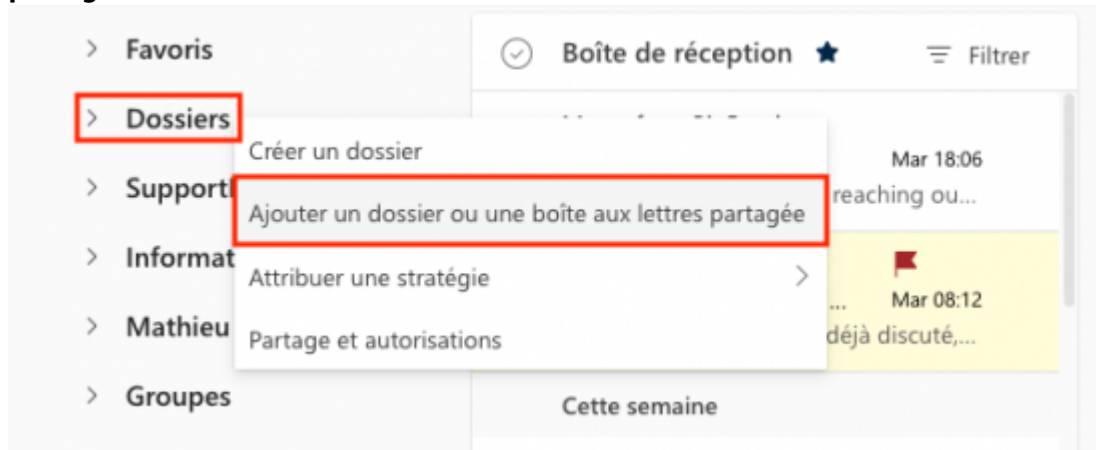 Favoris
Boîte de réception
Filtrer
Dossiers
Créer un dossier
Mar 18:06
Support
reaching ou...
Ajouter un dossier ou une boîte aux lettres partagée
Informat
Attribuer une stratégie
... Mar 08:12
Mathieu
déjà discuté,...
Partage et autorisations
Groupes
Cette semaine